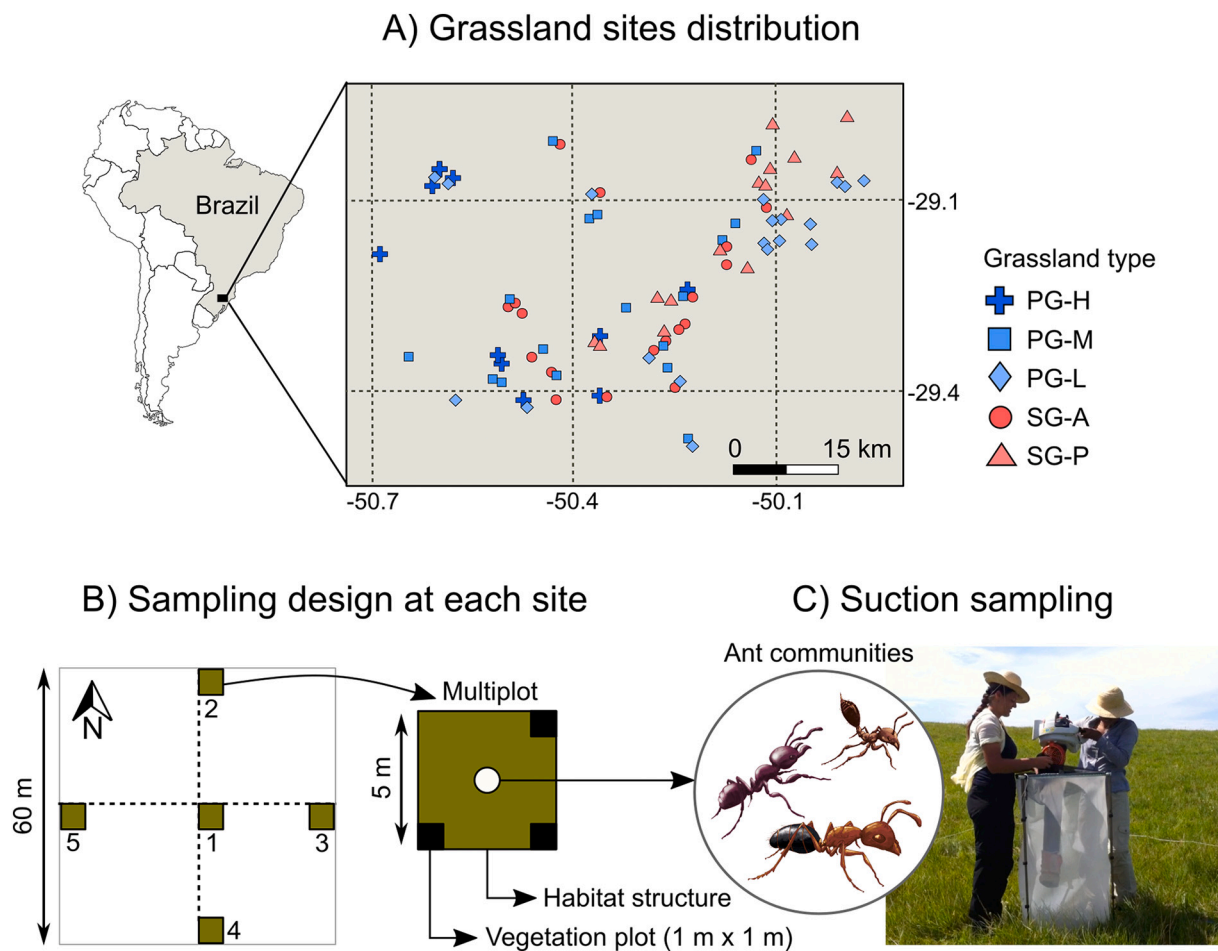 A) Grassland sites distribution
Brazil
-29.1
-29.4
-50.7
-50.4
-50.1
0 15 km
Grassland type
PG-H
PG-M
PG-L
SG-A
SG-P
B) Sampling design at each site
C) Suction sampling
60 m
N
2
5
1
3
4
Multiplot
5 m
Habitat structure
Vegetation plot (1 m x 1 m)
Ant communities